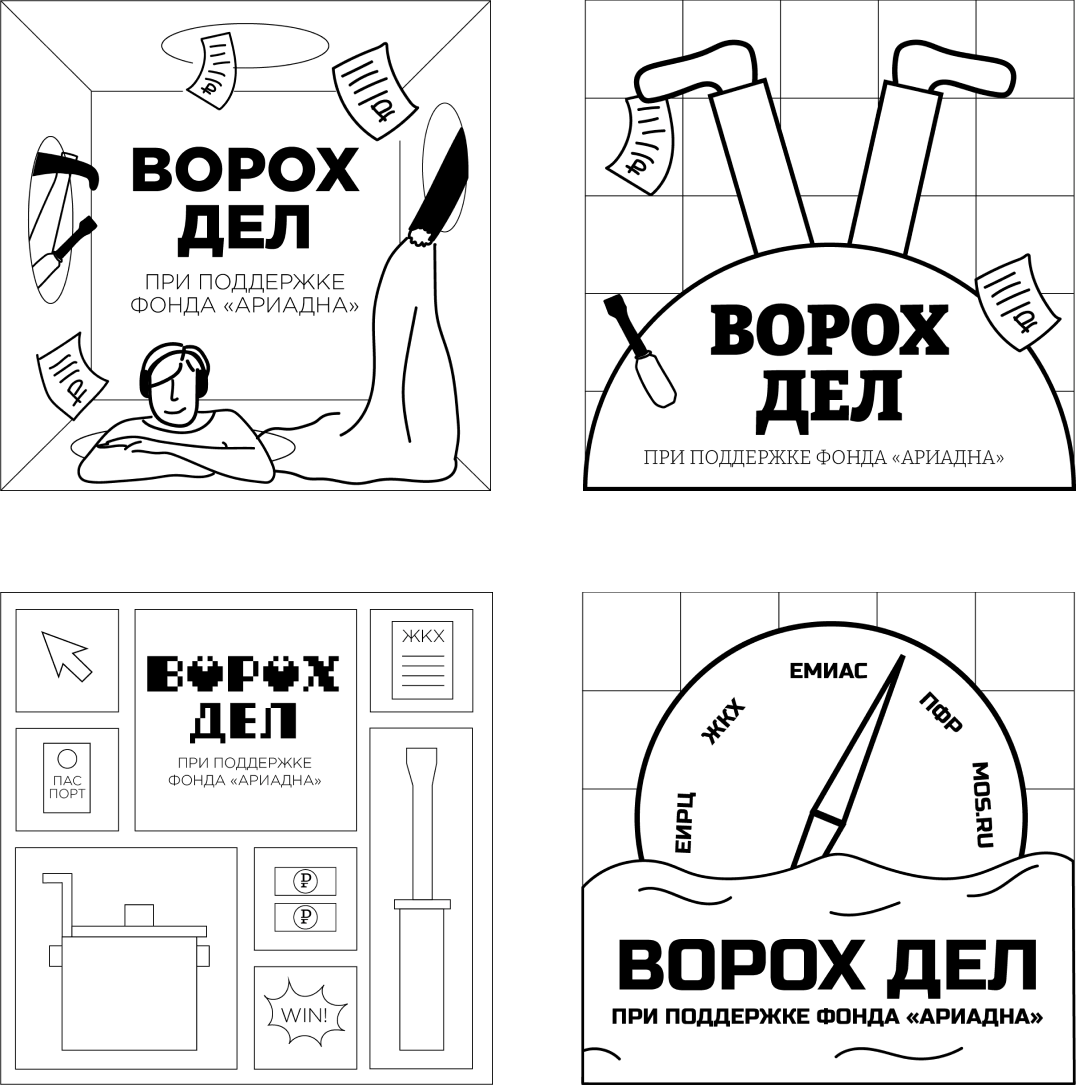 ВОРОХ
ДЕЛ
ПРИ ПОДДЕРЖКЕ
ФОНДА «АРИАДНА»
ВОРОХ
ДЕЛ
ПРИ ПОДДЕРЖКЕ ФОНДА «АРИАДНА»
ЖКХ
ВОРОХ
ДЕЛ
ПРИ ПОДДЕРЖКЕ
ФОНДА «АРИАДНА»
ПАС
ПОРТ
₽
₽
WIN!
ЕИРЦ
ЖКХ
ЕМИАС
ПФР
MOS.RU
ВОРОХ ДЕЛ
ПРИ ПОДДЕРЖКЕ ФОНДА «АРИАДНА»